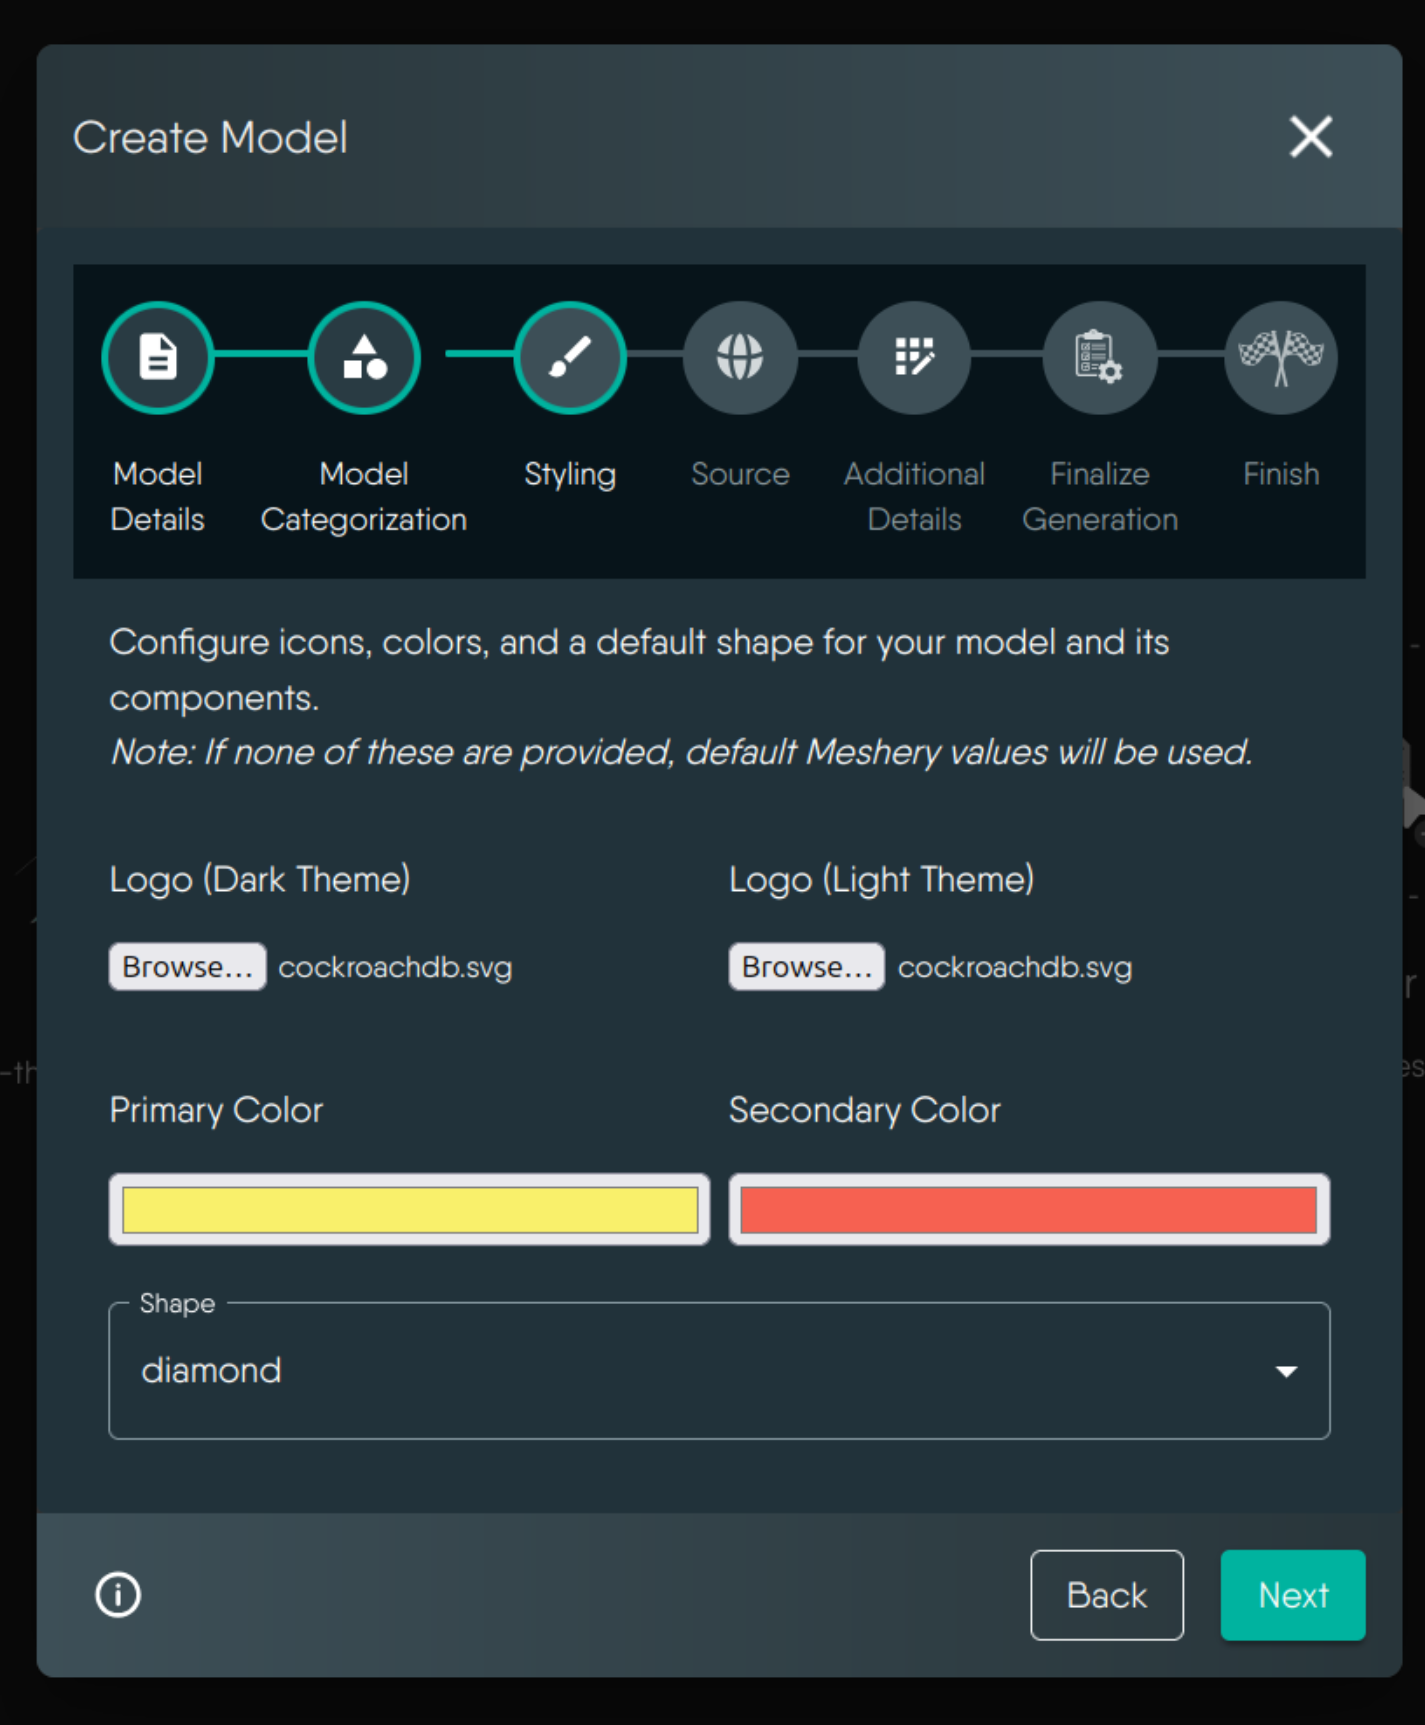 Create Model
Model
Details
Model
Categorization
Styling
Source
Additional
Details
Finalize
Generation
Finish
Configure icons, colors, and a default shape for your model and its
components.
Note: If none of these are provided, default Meshery values will be used.
Logo (Dark Theme)
Logo (Light Theme)
Browse... cockroachdb.svg
Browse... cockroachdb.svg
Primary Color
Secondary Color
Shape
diamond
Back
Next